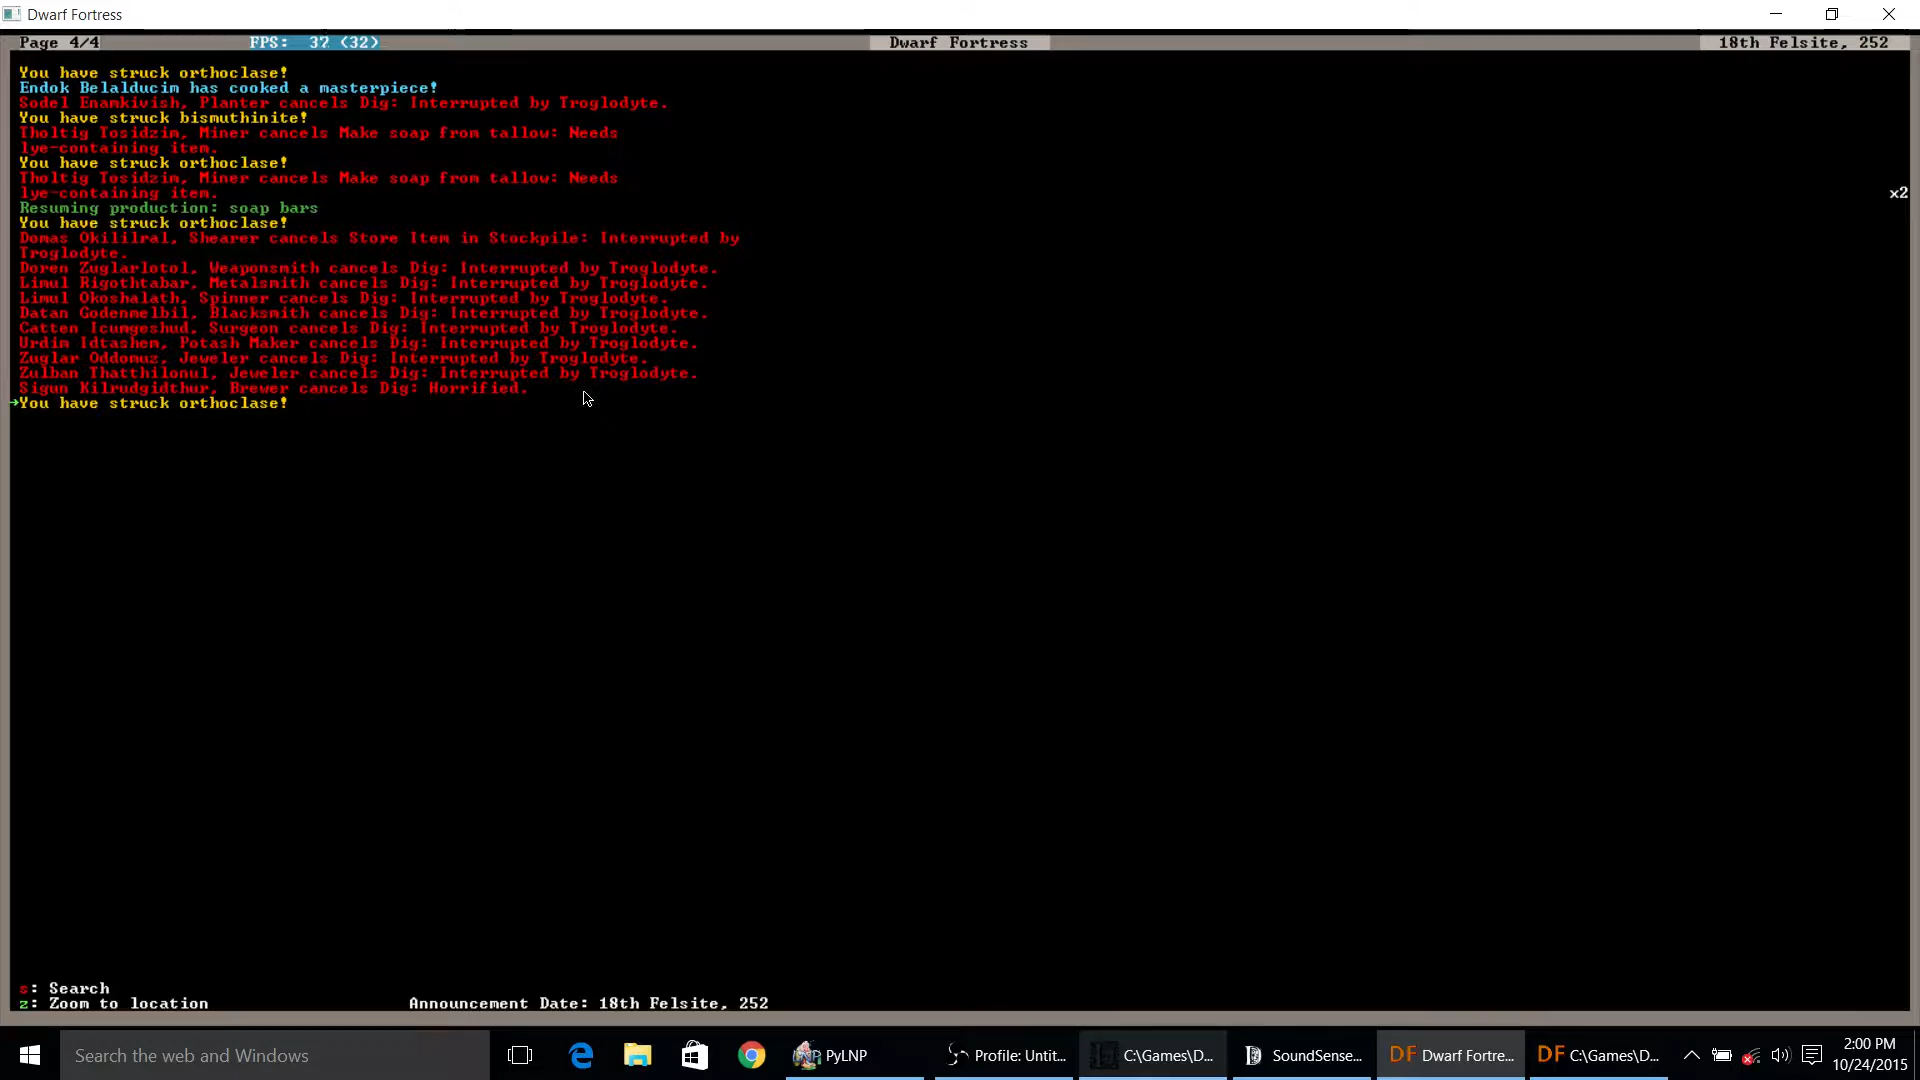 Dwarf Fortress
Page 4/4 FPS: 32 (32) Dwarf Fortress 18th Felsite, 252
You have struck orthoclase!
Endok Belalducim has cooked a masterpiece!
Sodel Enamkivish, Planter cancels Dig: Interrupted by Troglodyte.
You have struck bismuthinite!
Tholtig Tosidzim, Miner cancels Make soap from tallow: Needs
lye-containing item.
You have struck orthoclase!
Tholtig Tosidzim, Miner cancels Make soap from tallow: Needs
lye-containing item. x2
Resuming production: soap bars
You have struck orthoclase!
Domas Okililral, Shearer cancels Store Item in Stockpile: Interrupted by
Troglodyte.
Doren Zuglarlotol, Weaponsmith cancels Dig: Interrupted by Troglodyte.
Limul Rigothtabar, Metalsmith cancels Dig: Interrupted by Troglodyte.
Limul Okoshalath, Spinner cancels Dig: Interrupted by Troglodyte.
Datan Godenmelbil, Blacksmith cancels Dig: Interrupted by Troglodyte.
Catten Icumgeshud, Surgeon cancels Dig: Interrupted by Troglodyte.
Urdim Idtashem, Potash Maker cancels Dig: Interrupted by Troglodyte.
Zuglar Oddomuz, Jeweler cancels Dig: Interrupted by Troglodyte.
Zulban Thatthilonul, Jeweler cancels Dig: Interrupted by Troglodyte.
Sigun Kilrudgidthur, Brewer cancels Dig: Horrified.
→You have struck orthoclase!
s: Search
z: Zoom to location Announcement Date: 18th Felsite, 252
Search the web and Windows PyLNP Profile: Untit... C:\Games\D... SoundSense... DF Dwarf Fortre... DF C:\Games\D... 2:00 PM
10/24/2015